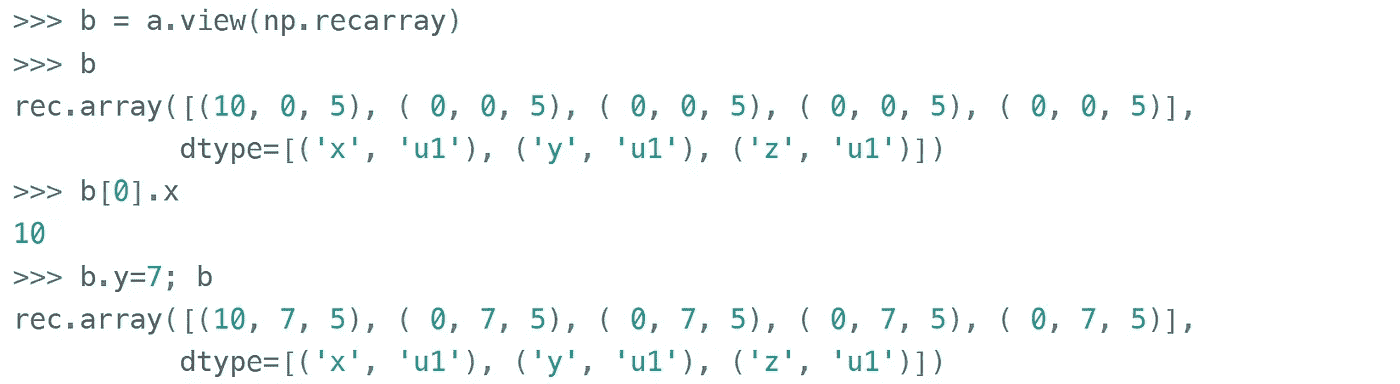 >>> b = a.view(np.recarray)
>>> b
rec.array([(10, 0, 5), ( 0, 0, 5), ( 0, 0, 5), ( 0, 0, 5), ( 0, 0, 5)],
          dtype=[('x', 'u1'), ('y', 'u1'), ('z', 'u1')])
>>> b[0].x
10
>>> b.y=7; b
rec.array([(10, 7, 5), ( 0, 7, 5), ( 0, 7, 5), ( 0, 7, 5), ( 0, 7, 5)],
          dtype=[('x', 'u1'), ('y', 'u1'), ('z', 'u1')])